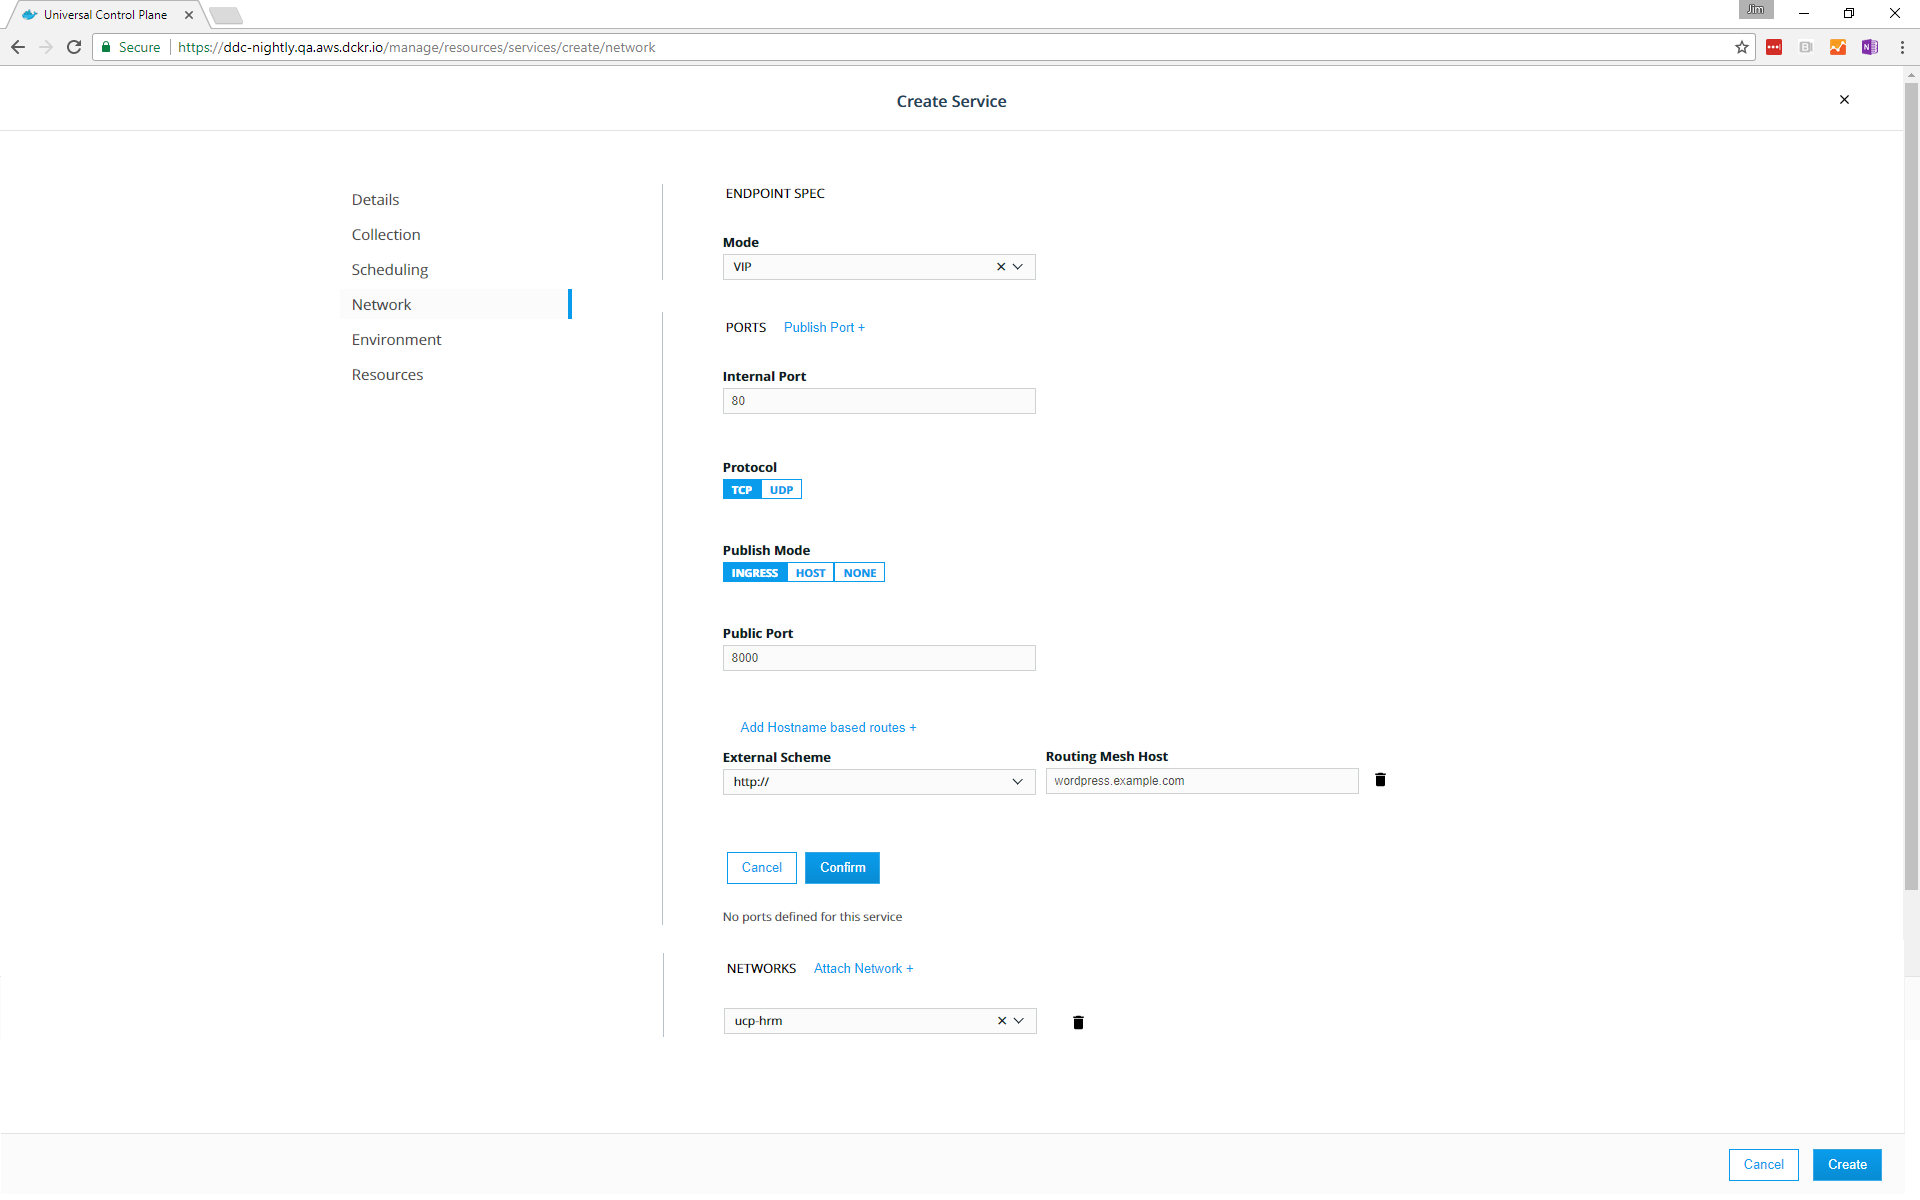 Universal Control Plane
Jim
Secure https://ddc-nightly.qa.aws.dckr.io/manage/resources/services/create/network
Create Service
Details
Collection
Scheduling
Network
Environment
Resources
ENDPOINT SPEC
Mode
VIP
PORTS Publish Port +
Internal Port
80
Protocol
TCP UDP
Publish Mode
INGRESS HOST NONE
Public Port
8000
Add Hostname based routes +
External Scheme Routing Mesh Host
http:// wordpress.example.com
Cancel Confirm
No ports defined for this service
NETWORKS Attach Network +
ucp-hrm
Cancel Create